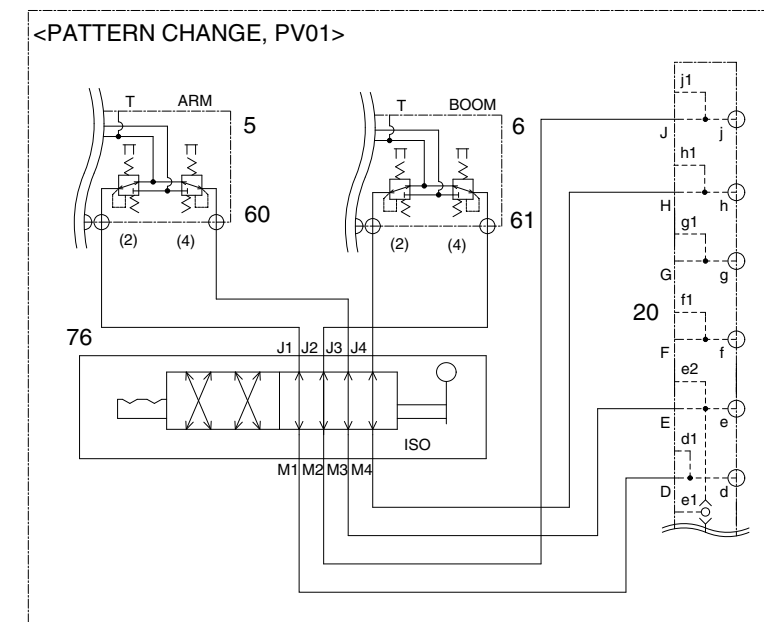 <PATTERN CHANGE, PV01>
T ARM
5
60
(2) (4)
T BOOM
6
61
(2) (4)
76
J1 J2 J3 J4
ISO
M1 M2 M3 M4
20
j1
J j
h1
H h
g1
G g
f1
F f
e2
E e
d1
D d
e1